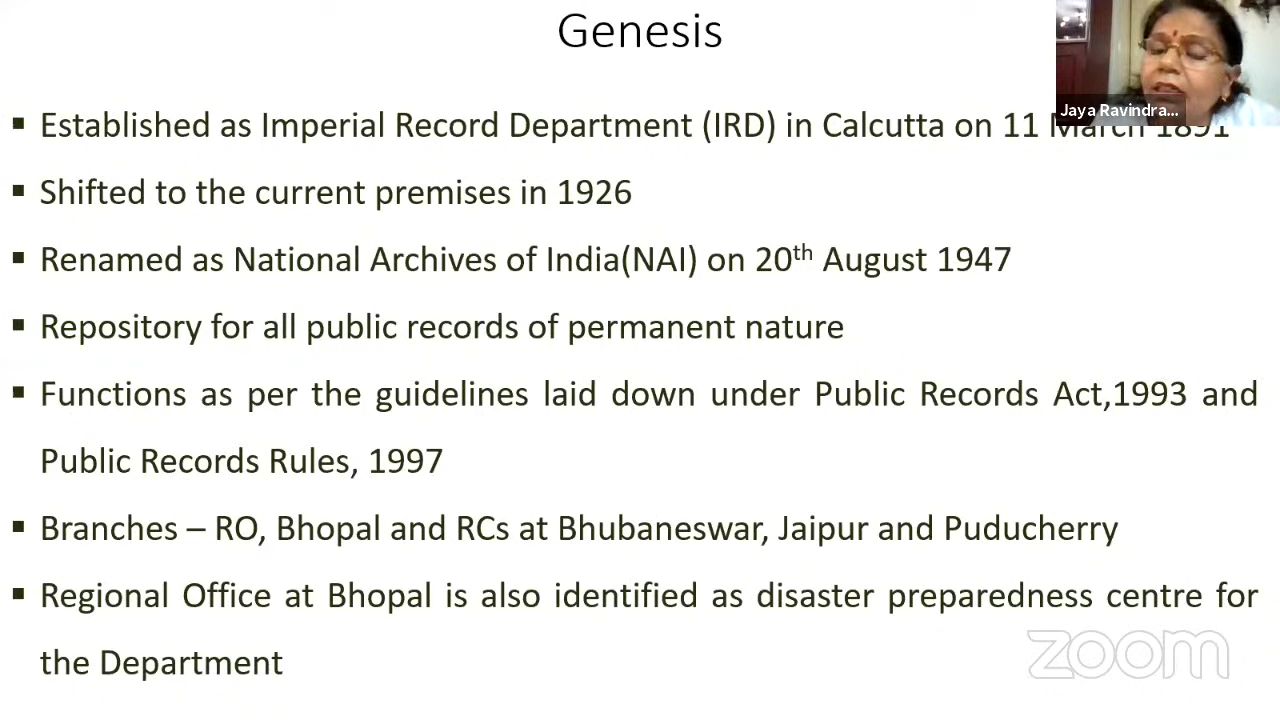 Genesis
Jaya Ravindra...
▪ Established as Imperial Record Department (IRD) in Calcutta on 11 March 1891
▪ Shifted to the current premises in 1926
▪ Renamed as National Archives of India(NAI) on 20th August 1947
▪ Repository for all public records of permanent nature
▪ Functions as per the guidelines laid down under Public Records Act,1993 and
Public Records Rules, 1997
▪ Branches – RO, Bhopal and RCs at Bhubaneswar, Jaipur and Puducherry
▪ Regional Office at Bhopal is also identified as disaster preparedness centre for
the Department
zoom